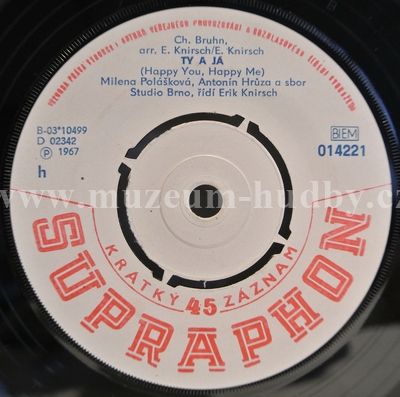 Ch. Bruhn,
arr. E. Knirsch/E. Knirsch
TY A JÁ
(Happy You, Happy Me)
Milena Polášková, Antonín Hrůza a sbor
Studio Brno, řídí Erik Knirsch
B-03*10499
D 02342
Ⓟ 1967
h
BIEM
014221
www.muzeum-hudby.cz
KRÁTKÝ 45 ZÁZNAM
SUPRAPHON